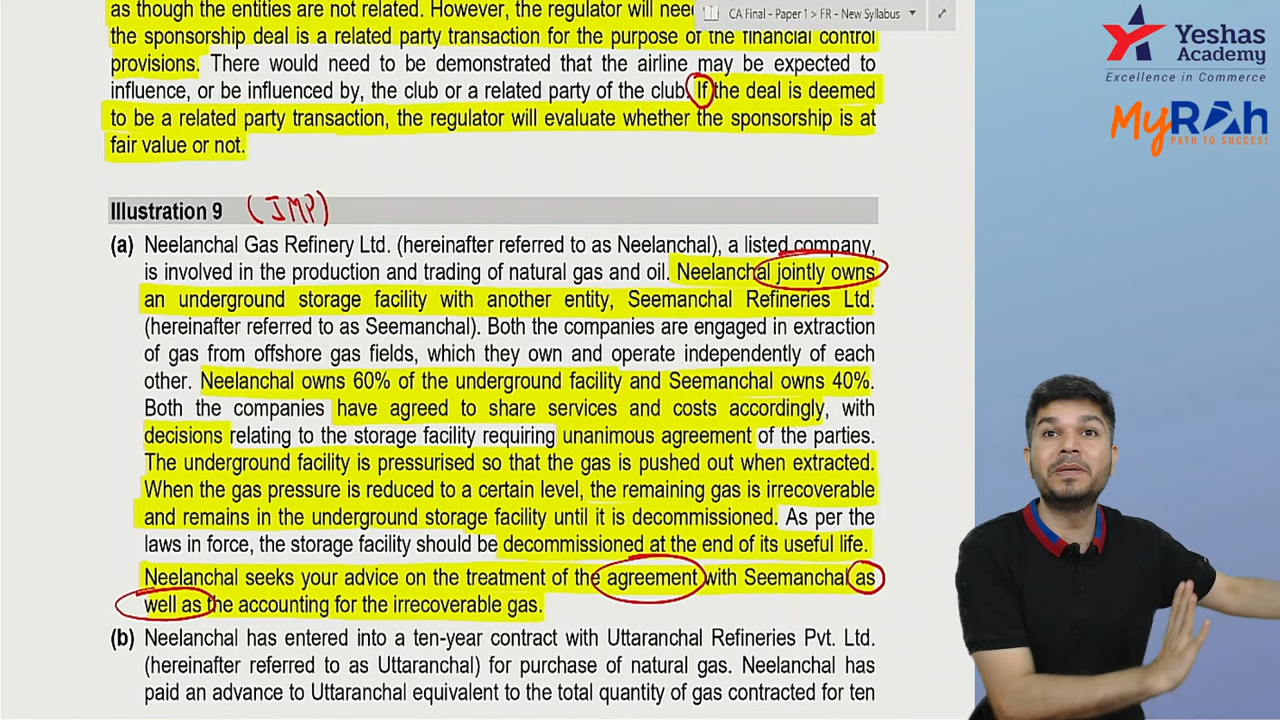 as though the entities are not related. However, the regulator will need
CA Final - Paper 1 > FR - New Syllabus
the sponsorship deal is a related party transaction for the purpose of the financial control
provisions. There would need to be demonstrated that the airline may be expected to
influence, or be influenced by, the club or a related party of the club. If the deal is deemed
to be a related party transaction, the regulator will evaluate whether the sponsorship is at
fair value or not.
Illustration 9 (IMP)
(a) Neelanchal Gas Refinery Ltd. (hereinafter referred to as Neelanchal), a listed company,
is involved in the production and trading of natural gas and oil. Neelanchal jointly owns
an underground storage facility with another entity, Seemanchal Refineries Ltd.
(hereinafter referred to as Seemanchal). Both the companies are engaged in extraction
of gas from offshore gas fields, which they own and operate independently of each
other. Neelanchal owns 60% of the underground facility and Seemanchal owns 40%.
Both the companies have agreed to share services and costs accordingly, with
decisions relating to the storage facility requiring unanimous agreement of the parties.
The underground facility is pressurised so that the gas is pushed out when extracted.
When the gas pressure is reduced to a certain level, the remaining gas is irrecoverable
and remains in the underground storage facility until it is decommissioned. As per the
laws in force, the storage facility should be decommissioned at the end of its useful life.
Neelanchal seeks your advice on the treatment of the agreement with Seemanchal as
well as the accounting for the irrecoverable gas.
(b) Neelanchal has entered into a ten-year contract with Uttaranchal Refineries Pvt. Ltd.
(hereinafter referred to as Uttaranchal) for purchase of natural gas. Neelanchal has
paid an advance to Uttaranchal equivalent to the total quantity of gas contracted for ten
Yeshas
Academy
Excellence in Commerce
MyRAh
PATH TO SUCCESS